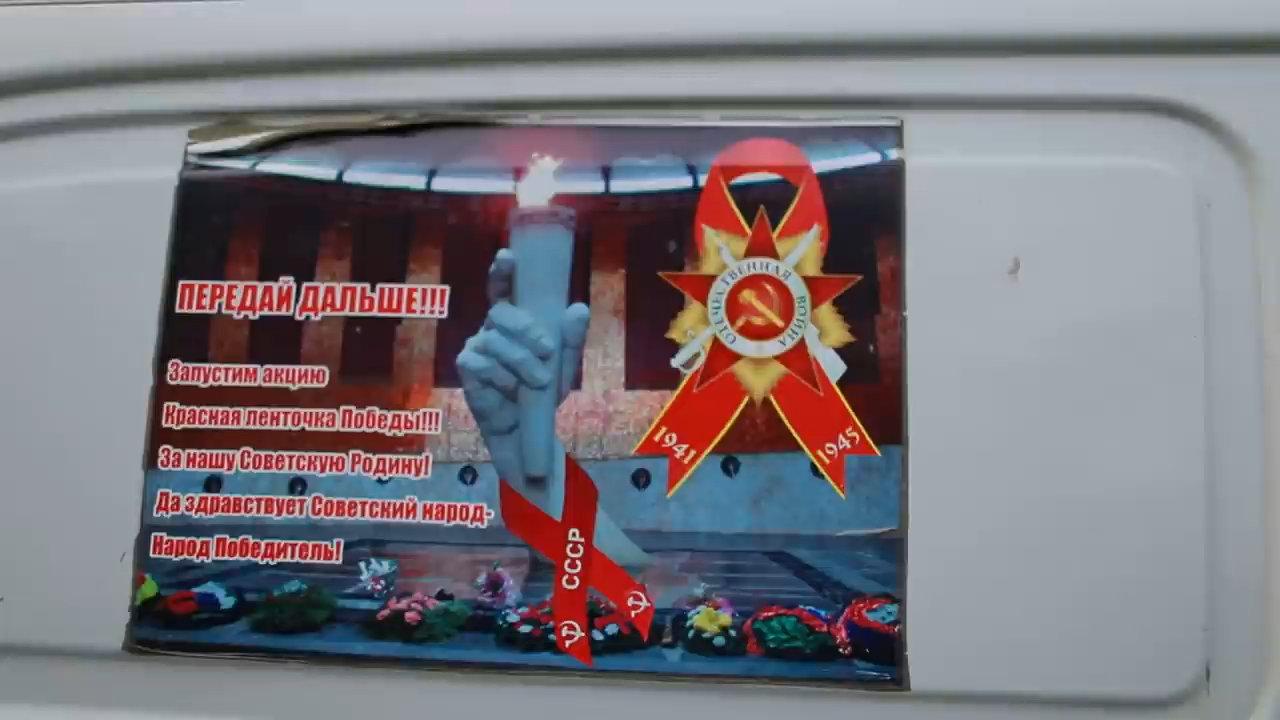 ПЕРЕДАЙ ДАЛЬШЕ!!!
Запустим акцию
Красная ленточка Победы!!!
За нашу Советскую Родину!
Да здравствует Советский народ-
Народ Победитель!
СССР
ОТЕЧЕСТВЕННАЯ ВОЙНА
1941
1945